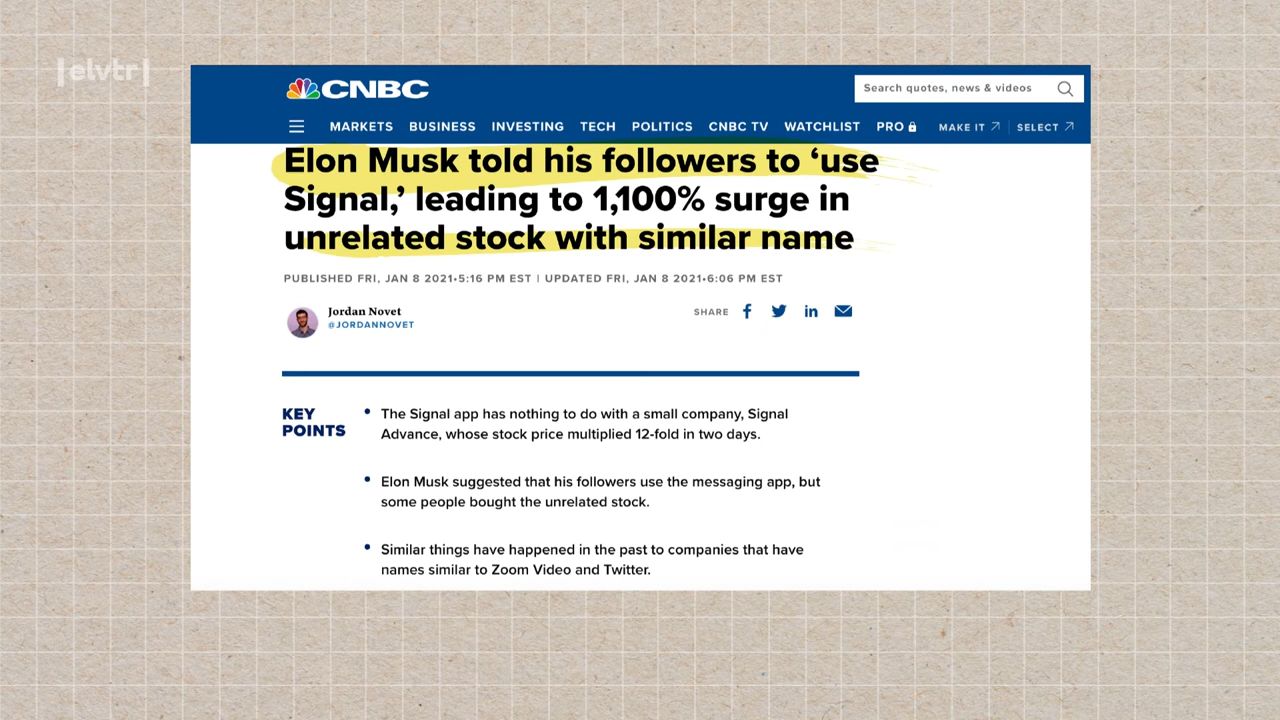 |elvtr|
CNBC
Search quotes, news & videos
MARKETS BUSINESS INVESTING TECH POLITICS CNBC TV WATCHLIST PRO MAKE IT SELECT
Elon Musk told his followers to ‘use
Signal,’ leading to 1,100% surge in
unrelated stock with similar name
PUBLISHED FRI, JAN 8 2021•5:16 PM EST | UPDATED FRI, JAN 8 2021•6:06 PM EST
Jordan Novet
@JORDANNOVET
SHARE
KEY
POINTS
• The Signal app has nothing to do with a small company, Signal
Advance, whose stock price multiplied 12-fold in two days.
• Elon Musk suggested that his followers use the messaging app, but
some people bought the unrelated stock.
• Similar things have happened in the past to companies that have
names similar to Zoom Video and Twitter.